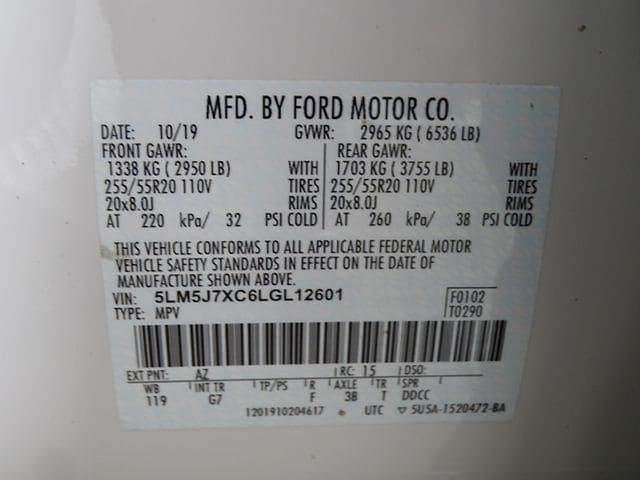 MFD. BY FORD MOTOR CO.
DATE: 10/19 GVWR: 2965 KG ( 6536 LB)
FRONT GAWR: REAR GAWR:
1338 KG ( 2950 LB) WITH 1703 KG ( 3755 LB) WITH
255/55R20 110V TIRES 255/55R20 110V TIRES
20x8.0J RIMS 20x8.0J RIMS
AT 220 kPa/ 32 PSI COLD AT 260 kPa/ 38 PSI COLD
THIS VEHICLE CONFORMS TO ALL APPLICABLE FEDERAL MOTOR
VEHICLE SAFETY STANDARDS IN EFFECT ON THE DATE OF
MANUFACTURE SHOWN ABOVE.
VIN: 5LM5J7XC6LGL12601 F0102
TYPE: MPV T0290
EXT PNT: AZ RC: 15 DSO:
WB INT TR TP/PS R AXLE TR SPR
119 G7 F 3B T DDCC
1201910204617 UTC ▽ 5U5A-1520472-BA